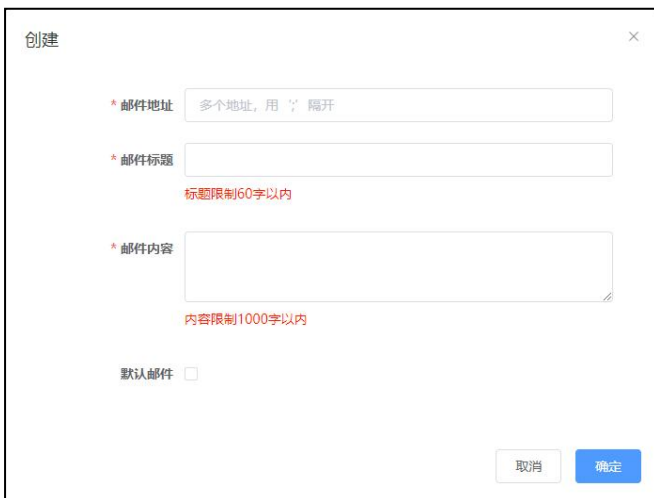 创建
* 邮件地址 多个地址，用 ';' 隔开
* 邮件标题
标题限制60字以内
* 邮件内容
内容限制1000字以内
默认邮件
取消 确定